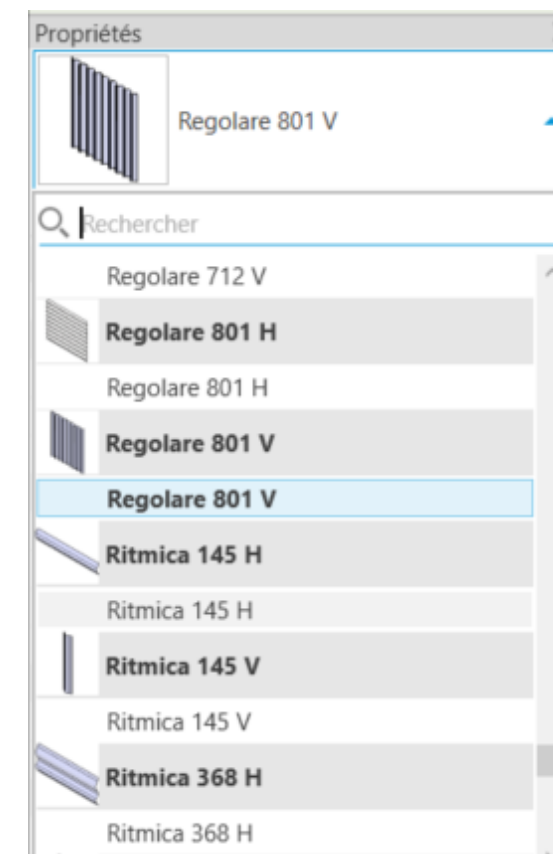 Propriétés
Regolare 801 V
Rechercher
Regolare 712 V
Regolare 801 H
Regolare 801 H
Regolare 801 V
Regolare 801 V
Ritmica 145 H
Ritmica 145 H
Ritmica 145 V
Ritmica 145 V
Ritmica 368 H
Ritmica 368 H